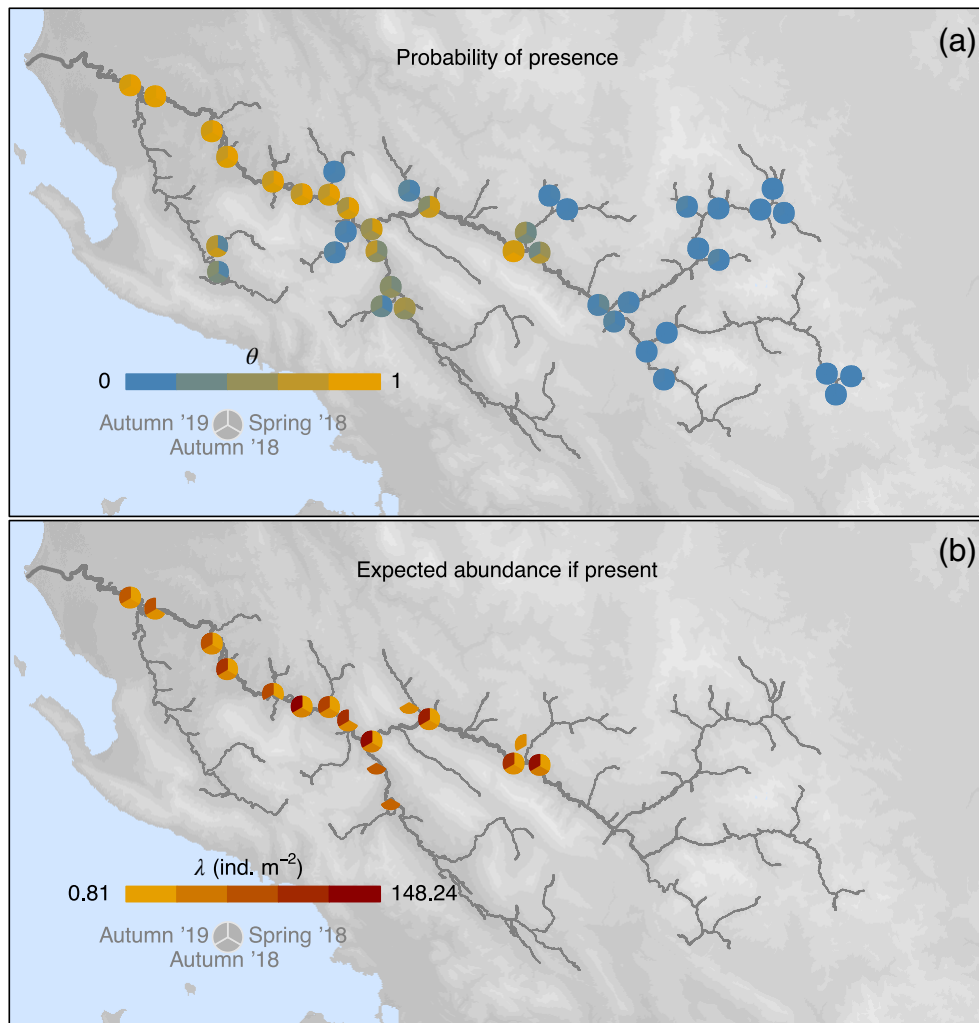 (a)
Probability of presence
θ
0 1
Autumn '19 Spring '18
Autumn '18
(b)
Expected abundance if present
λ (ind. m⁻²)
0.81 148.24
Autumn '19 Spring '18
Autumn '18